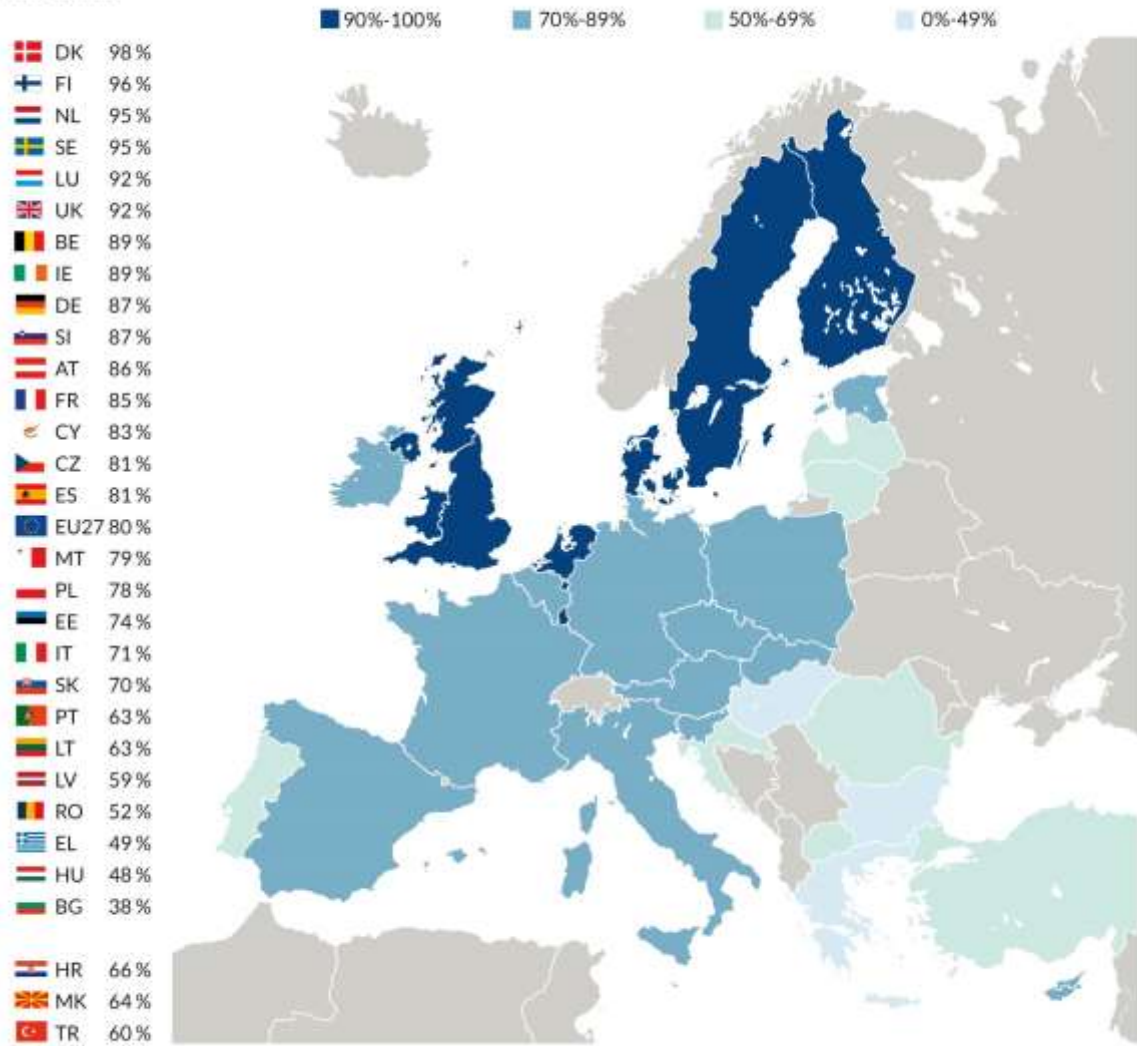 90%-100% 70%-89% 50%-69% 0%-49%
DK 98%
FI 96%
NL 95%
SE 95%
LU 92%
UK 92%
BE 89%
IE 89%
DE 87%
SI 87%
AT 86%
FR 85%
CY 83%
CZ 81%
ES 81%
EU27 80%
MT 79%
PL 78%
EE 74%
IT 71%
SK 70%
PT 63%
LT 63%
LV 59%
RO 52%
EL 49%
HU 48%
BG 38%
HR 66%
MK 64%
TR 60%